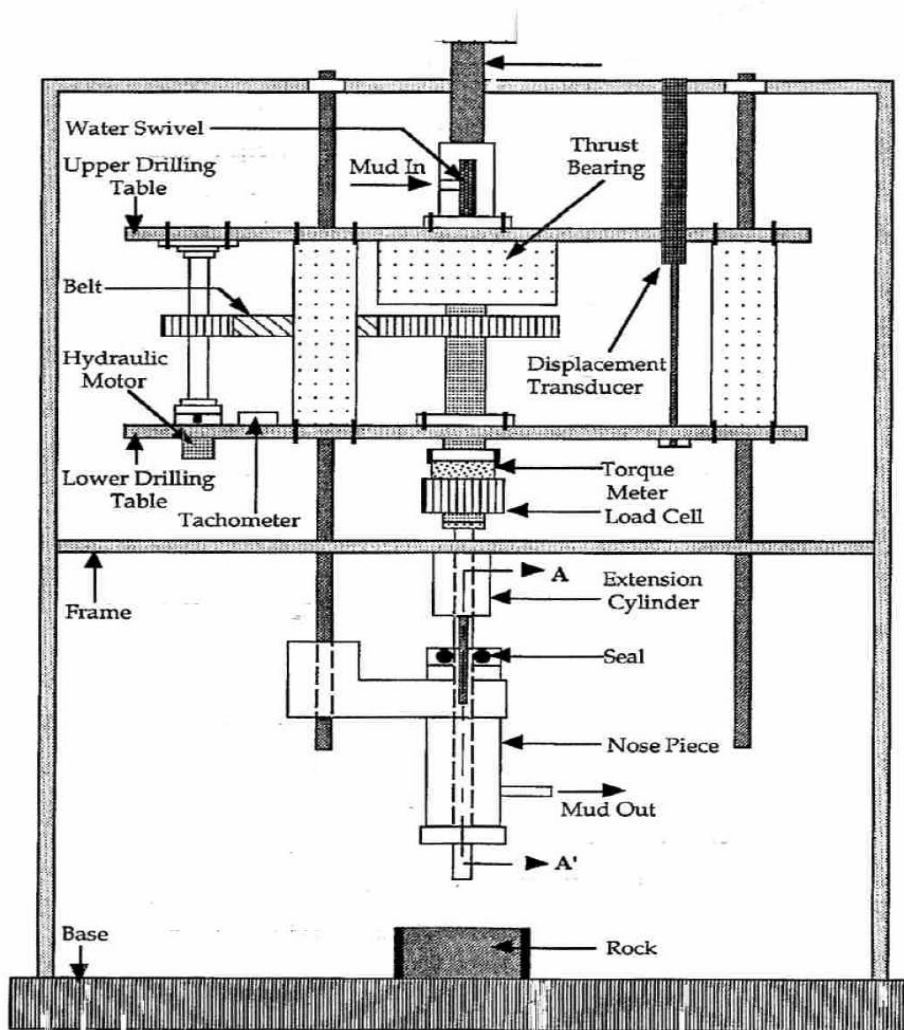 Water Swivel
Mud In
Thrust
Bearing
Upper Drilling
Table
Belt
Hydraulic
Motor
Displacement
Transducer
Lower Drilling
Table
Tachometer
Torque
Meter
Load Cell
A
Extension
Cylinder
Frame
Seal
Nose Piece
Mud Out
A'
Base
Rock